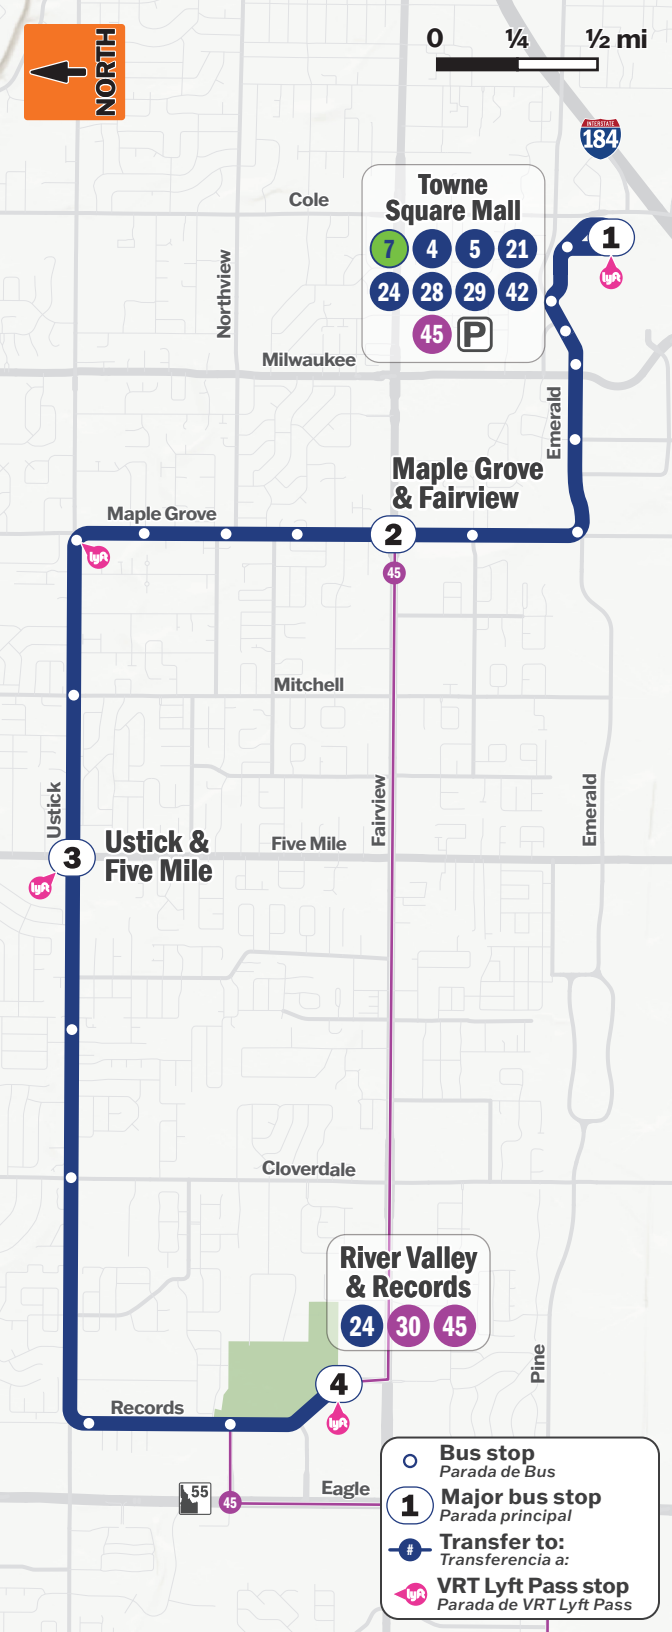 NORTH
0 ¼ ½ mi
INTERSTATE
184
Cole
Towne
Square Mall
7 4 5 21
24 28 29 42
45 P
1
lyft
Northview
Milwaukee
Emerald
Maple Grove
& Fairview
Maple Grove
2
lyft
45
Mitchell
Ustick
Fairview
Emerald
3
Ustick &
Five Mile
Five Mile
lyft
Cloverdale
River Valley
& Records
24 30 45
Pine
4
Records
lyft
55
45
Eagle
Bus stop
Parada de Bus
1
Major bus stop
Parada principal
#
Transfer to:
Transferencia a:
lyft
VRT Lyft Pass stop
Parada de VRT Lyft Pass